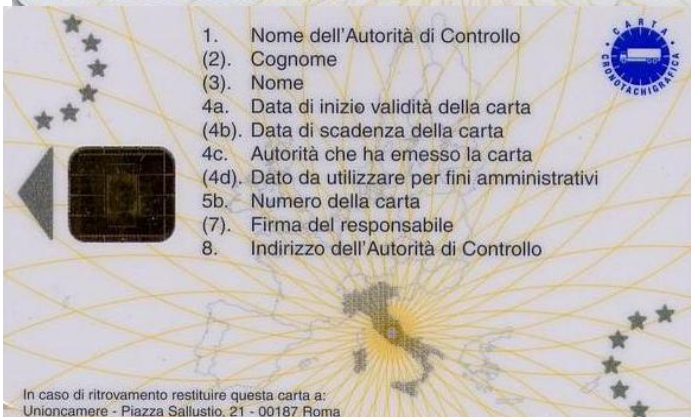 1. Nome dell'Autorità di Controllo
(2). Cognome
(3). Nome
4a. Data di inizio validità della carta
(4b). Data di scadenza della carta
4c. Autorità che ha emesso la carta
(4d). Dato da utilizzare per fini amministrativi
5b. Numero della carta
(7). Firma del responsabile
8. Indirizzo dell'Autorità di Controllo
CARTA
CRONOTACHIGRAFICA
In caso di ritrovamento restituire questa carta a:
Unioncamere - Piazza Sallustio, 21 - 00187 Roma